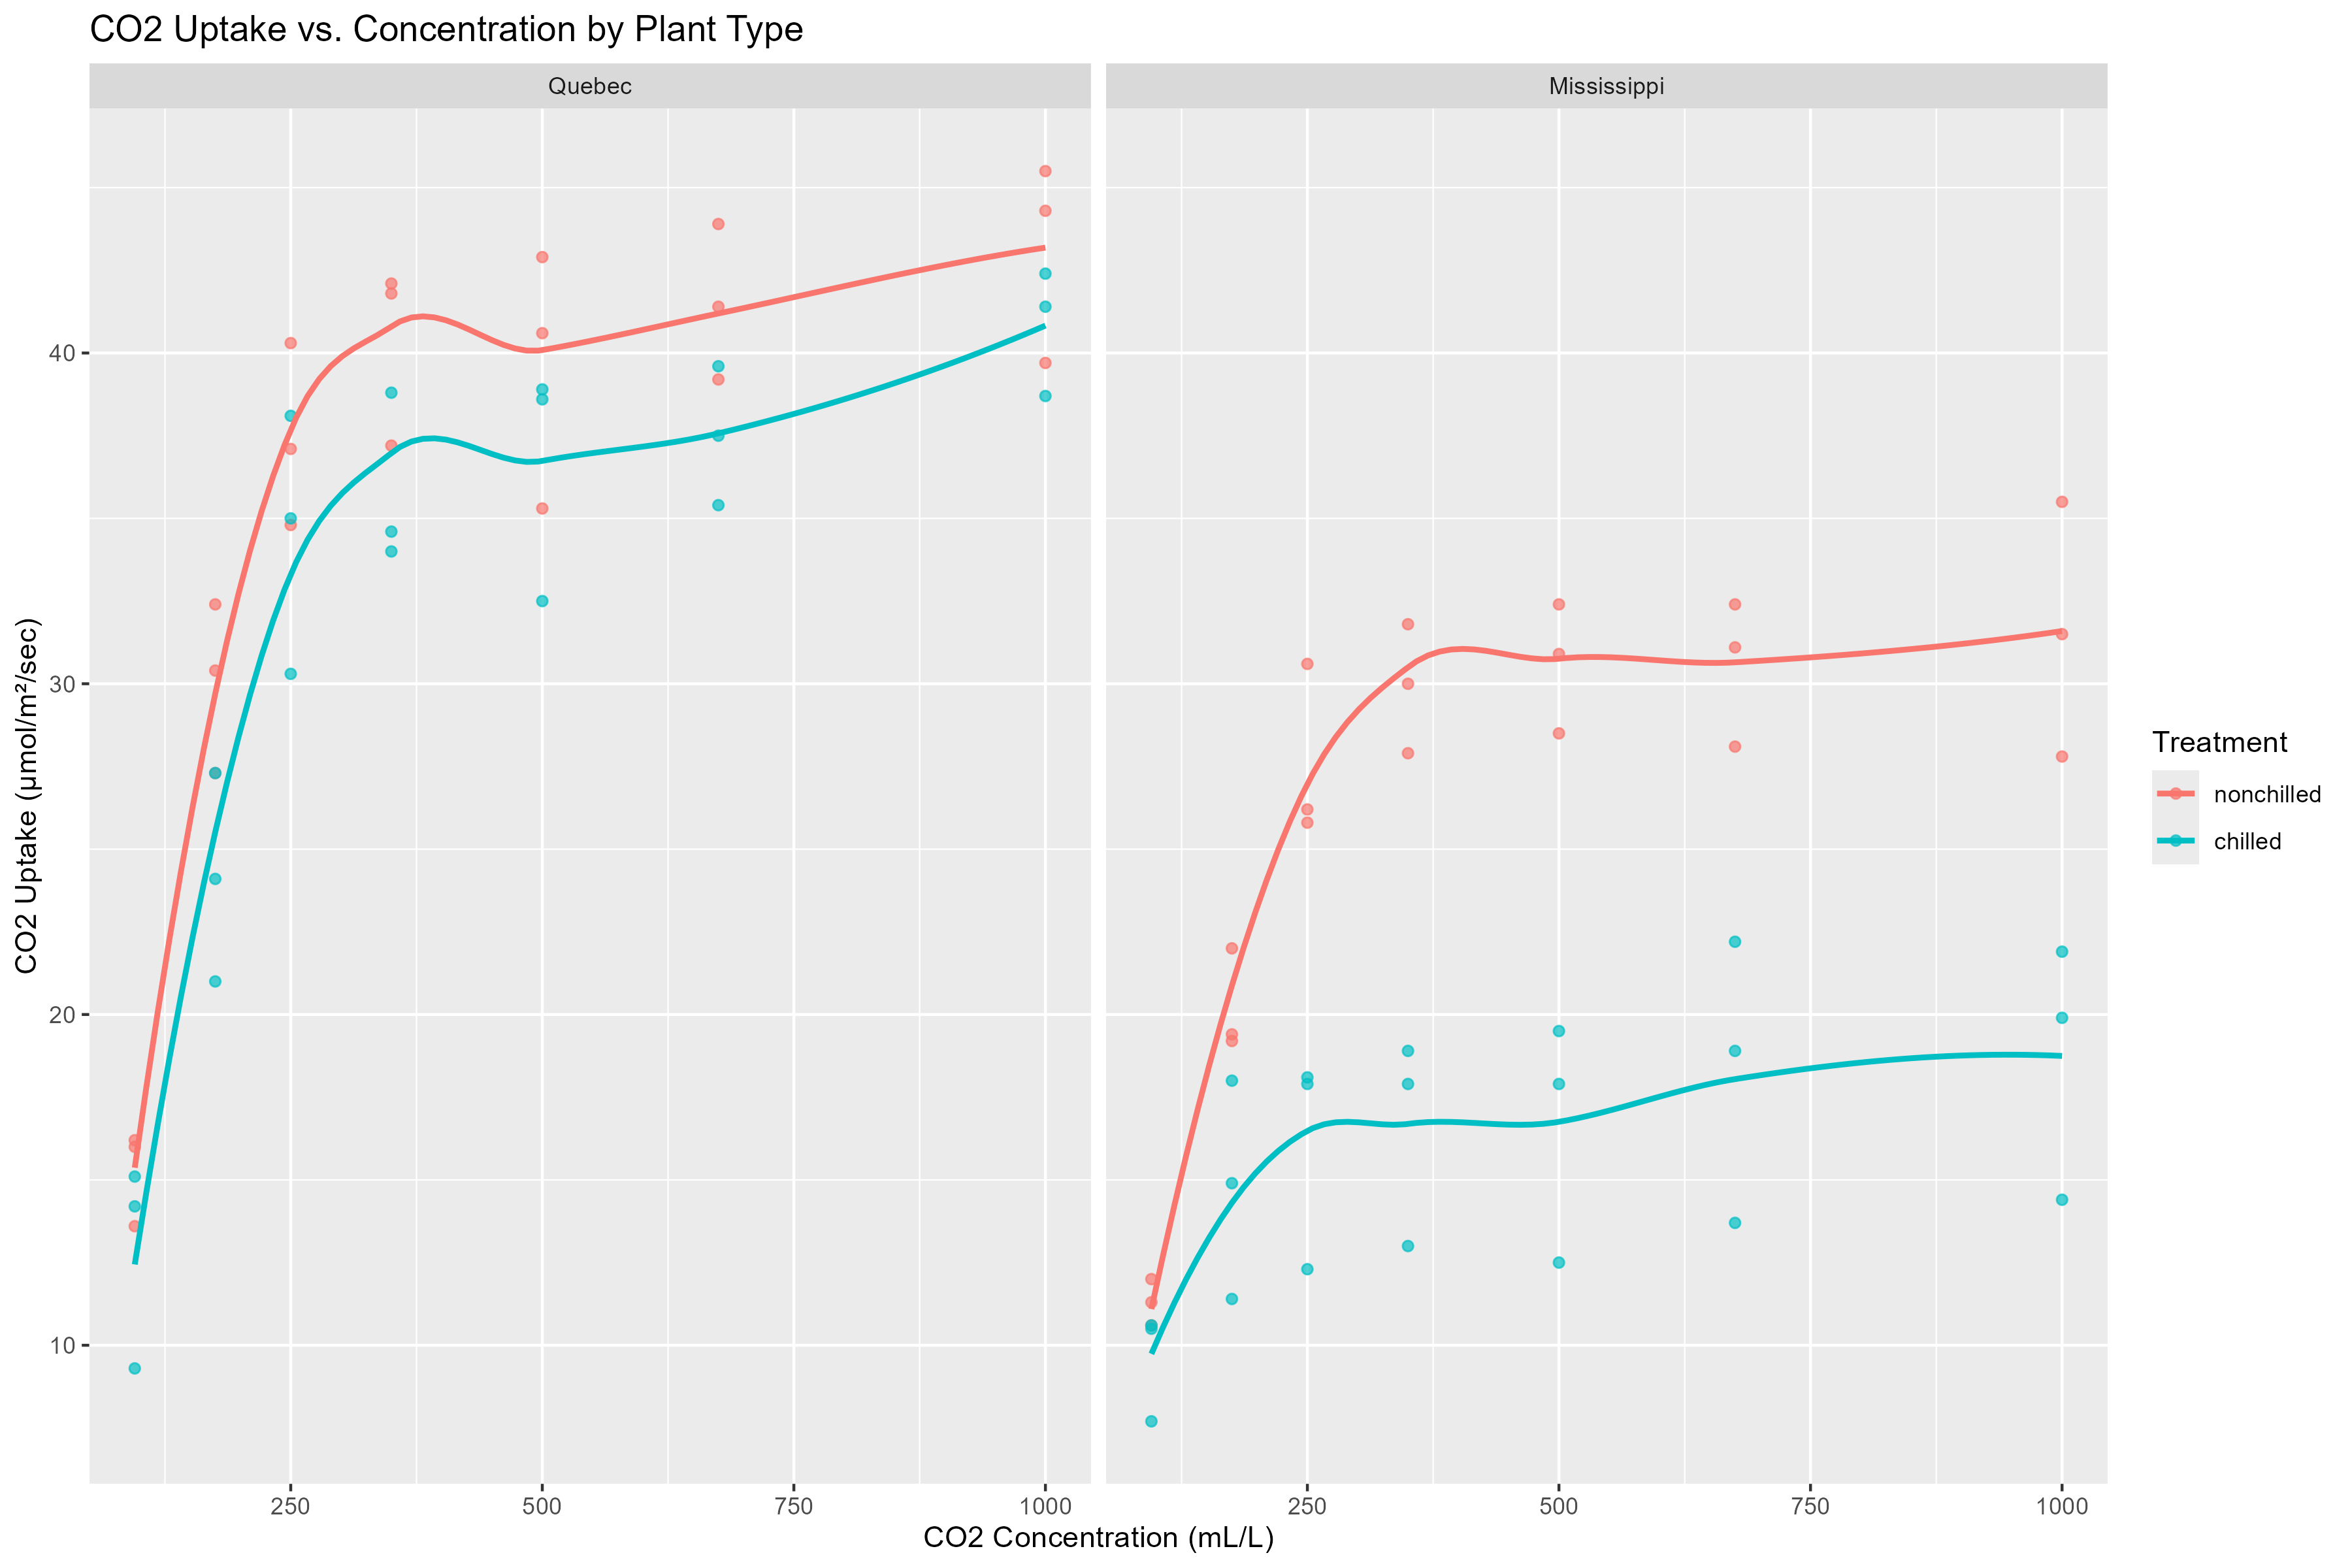 CO2 Uptake vs. Concentration by Plant Type
Quebec
Mississippi
CO2 Uptake (µmol/m²/sec)
40
30
20
10
250
500
750
1000
250
500
750
1000
CO2 Concentration (mL/L)
Treatment
nonchilled
chilled